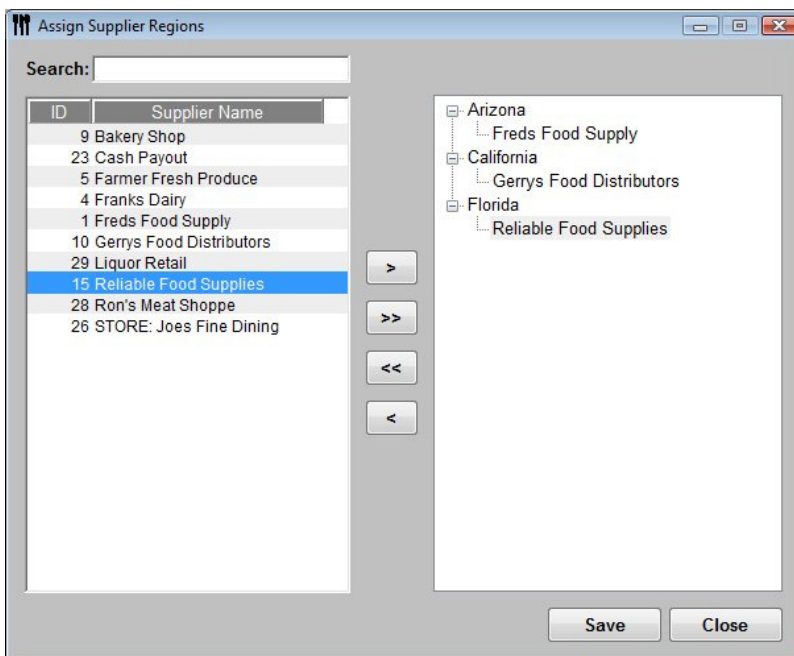 Assign Supplier Regions
Search:
ID Supplier Name
9 Bakery Shop
23 Cash Payout
5 Farmer Fresh Produce
4 Franks Dairy
1 Freds Food Supply
10 Gerrys Food Distributors
29 Liquor Retail
15 Reliable Food Supplies
28 Ron's Meat Shoppe
26 STORE: Joes Fine Dining
>
>>
<<
<
Arizona
Freds Food Supply
California
Gerrys Food Distributors
Florida
Reliable Food Supplies
Save Close